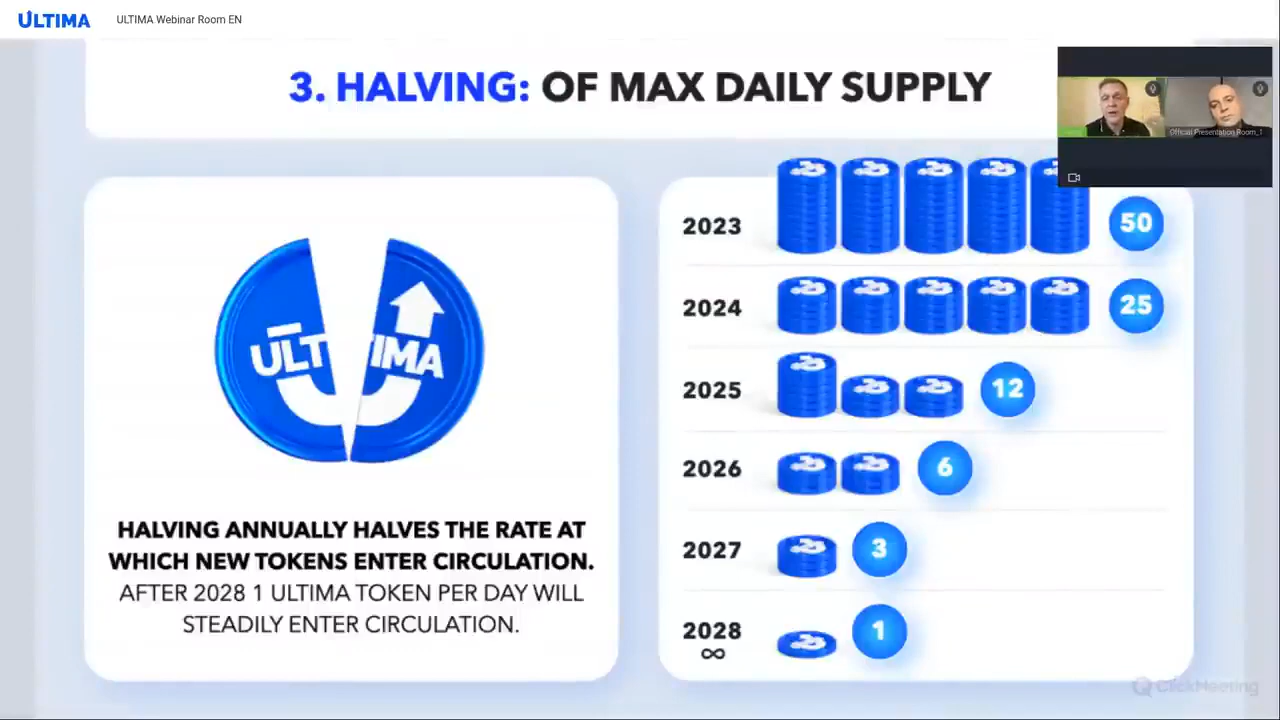 ULTIMA
ULTIMA Webinar Room EN
3. HALVING: OF MAX DAILY SUPPLY
Official Presentation Room_1
ULTIMA
HALVING ANNUALLY HALVES THE RATE AT
WHICH NEW TOKENS ENTER CIRCULATION.
AFTER 2028 1 ULTIMA TOKEN PER DAY WILL
STEADILY ENTER CIRCULATION.
2023 50
2024 25
2025 12
2026 6
2027 3
2028 1
∞
ClickMeeting